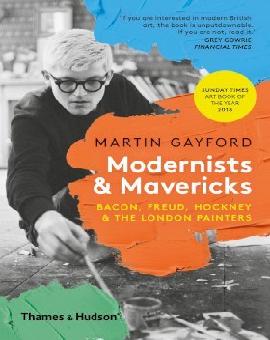 'If you are interested in modern British
art, the book is unputdownable.
If you are not, read it.'
GREY GOWRIE
FINANCIAL TIMES
SUNDAY TIMES
ART BOOK OF
THE YEAR
2018
MARTIN GAYFORD
Modernists
& Mavericks
BACON, FREUD, HOCKNEY
& THE LONDON PAINTERS
Thames & Hudson